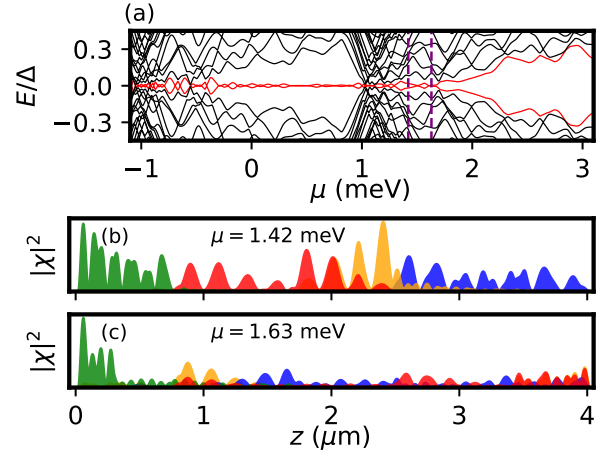 (a)
E/Δ
0.3
0.0
−0.3
−1 0 1 2 3
μ (meV)
|χ|²
(b) μ = 1.42 meV
|χ|²
(c) μ = 1.63 meV
0 1 2 3 4
z (μm)